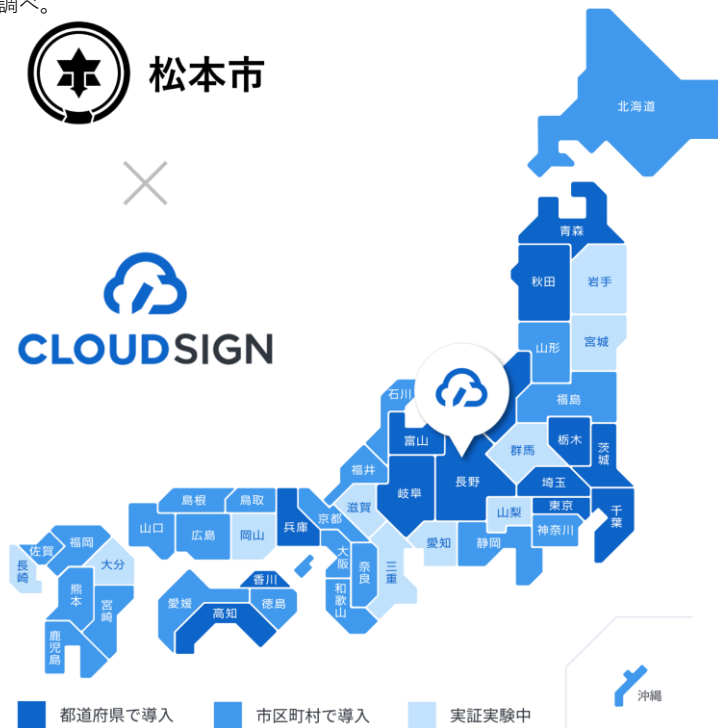 調べ。
松本市
CLOUDSIGN
北海道
青森
秋田
岩手
山形
宮城
福島
石川
富山
群馬
栃木
茨城
福井
岐阜
長野
埼玉
東京
千葉
滋賀
山梨
神奈川
島根
鳥取
兵庫
京都
愛知
静岡
山口
広島
岡山
大阪
奈良
三重
佐賀
福岡
長崎
大分
香川
和歌山
熊本
宮崎
愛媛
高知
徳島
鹿児島
沖縄
都道府県で導入
市区町村で導入
実証実験中